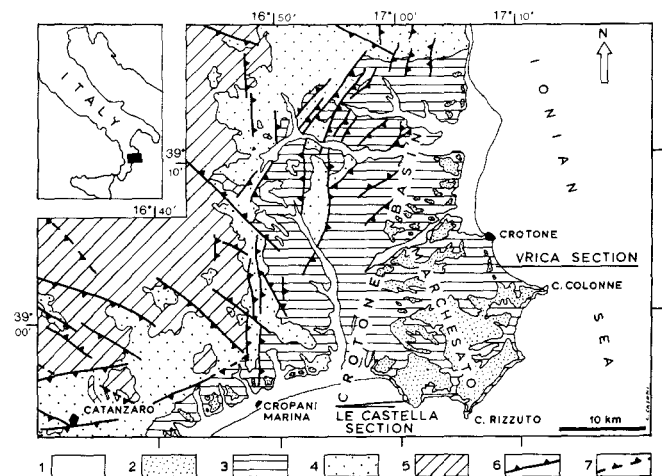 16°50'
17°00'
17°10'
ITALY
N
IONIAN
39°
10'
16°40'
BASIN
CROTONE
VRICA SECTION
C. COLONNE
MARCHESATO
SEA
39°
00'
CROTONE
CATANZARO
CROPANI
MARINA
LE CASTELLA
SECTION
C. RIZZUTO
10 km
1 2 3 4 5 6 7